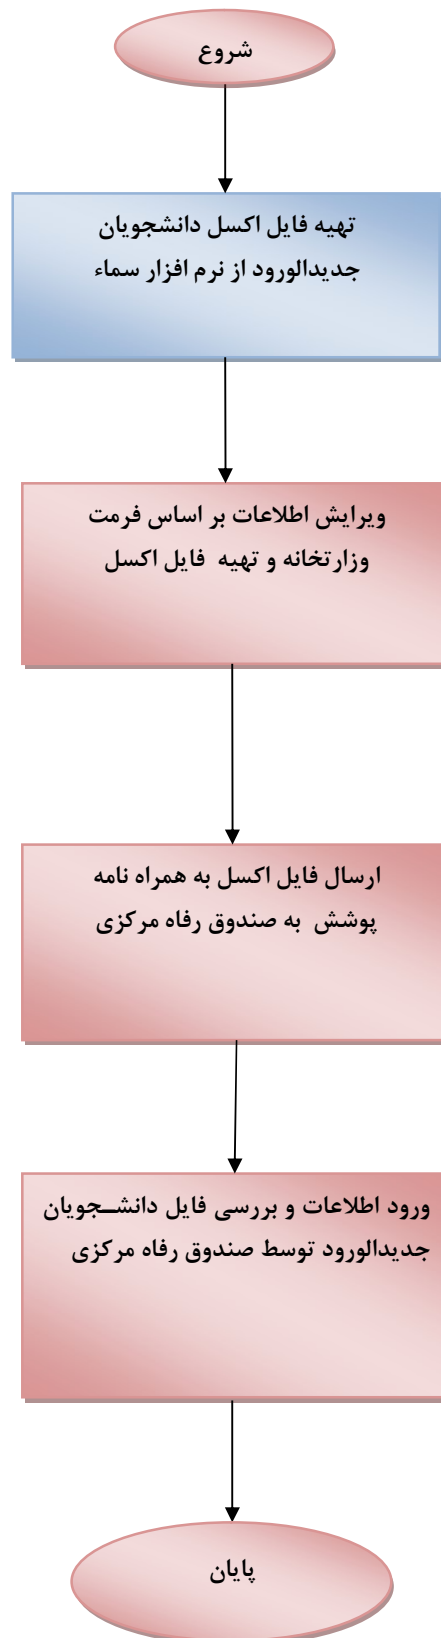 شروع
تهیه فایل اکسل دانشجویان
جدیدالورود از نرم افزار سماء
ویرایش اطلاعات بر اساس فرمت
وزارتخانه و تهیه فایل اکسل
ارسال فایل اکسل به همراه نامه
پوشش به صندوق رفاه مرکزی
ورود اطلاعات و بررسی فایل دانشــجویان
جدیدالورود توسط صندوق رفاه مرکزی
پایان